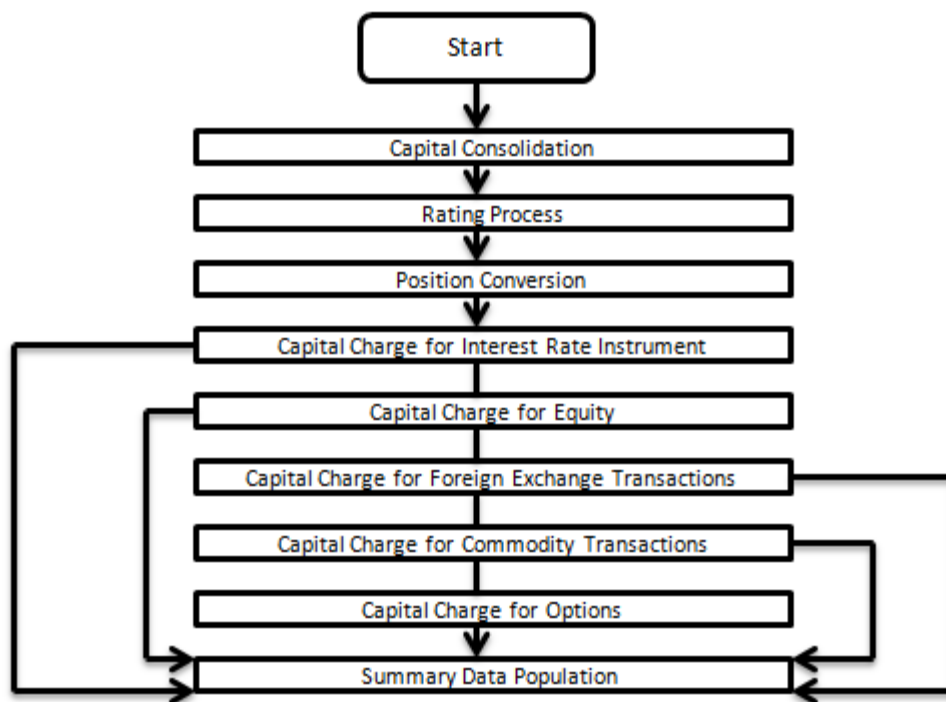 Start
Capital Consolidation
Rating Process
Position Conversion
Capital Charge for Interest Rate Instrument
Capital Charge for Equity
Capital Charge for Foreign Exchange Transactions
Capital Charge for Commodity Transactions
Capital Charge for Options
Summary Data Population